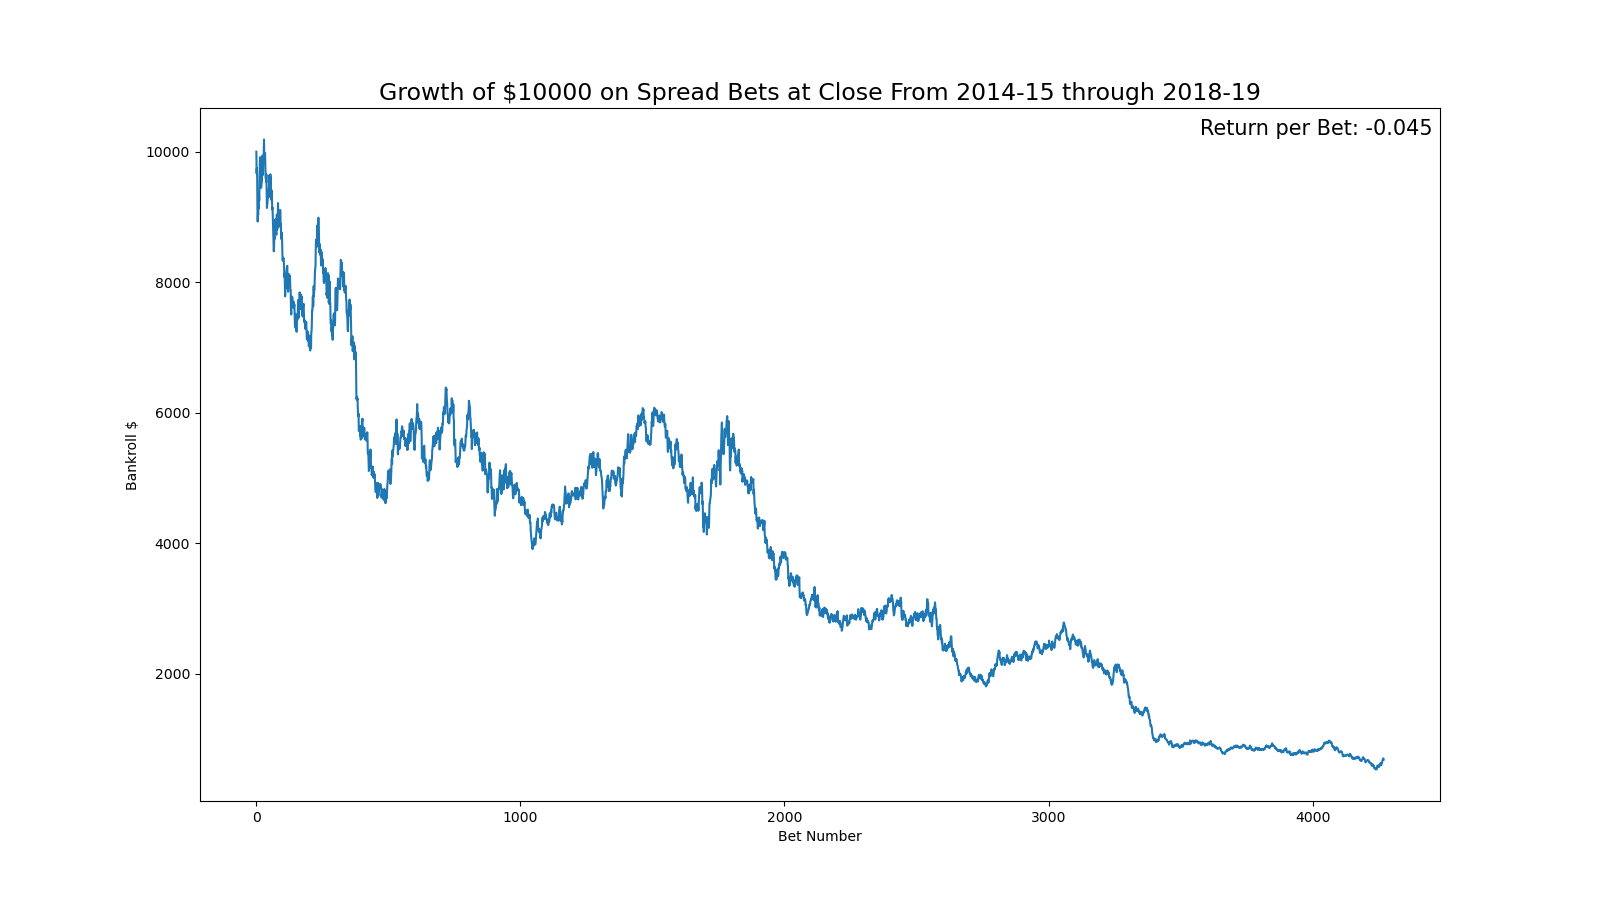 Growth of $10000 on Spread Bets at Close From 2014-15 through 2018-19
Return per Bet: -0.045
10000
8000
6000
4000
2000
Bankroll $
0 1000 2000 3000 4000
Bet Number